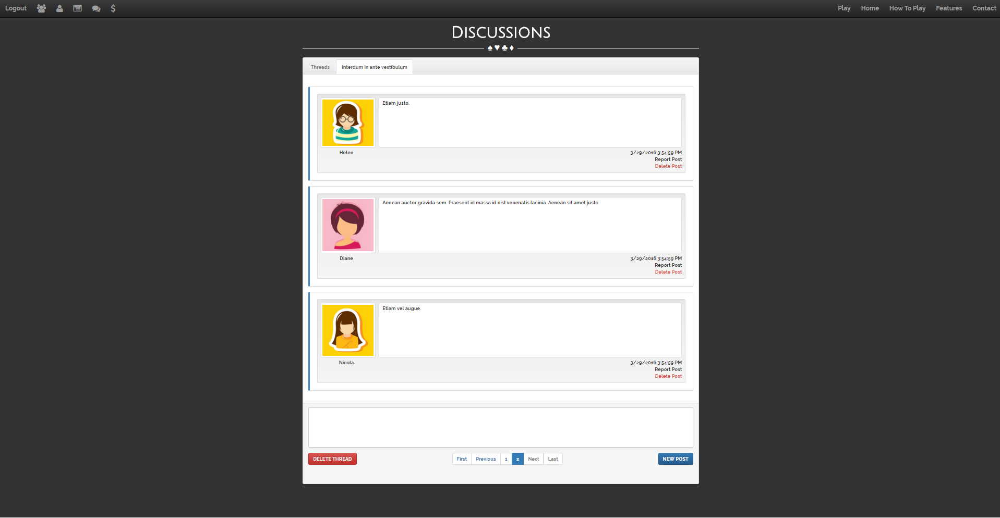 Logout
$
Play Home How To Play Features Contact
Discussions
♠ ♥ ♣ ♦
Threads interdum in ante vestibulum
Etiam justo.
Helen
3/29/2016 3:54:59 PM
Report Post
Delete Post
Aenean auctor gravida sem. Praesent id massa id nisl venenatis lacinia. Aenean sit amet justo.
Diane
3/29/2016 3:54:59 PM
Report Post
Delete Post
Etiam vel augue.
Nicola
3/29/2016 3:54:59 PM
Report Post
Delete Post
DELETE THREAD
First Previous 1 2 Next Last
NEW POST